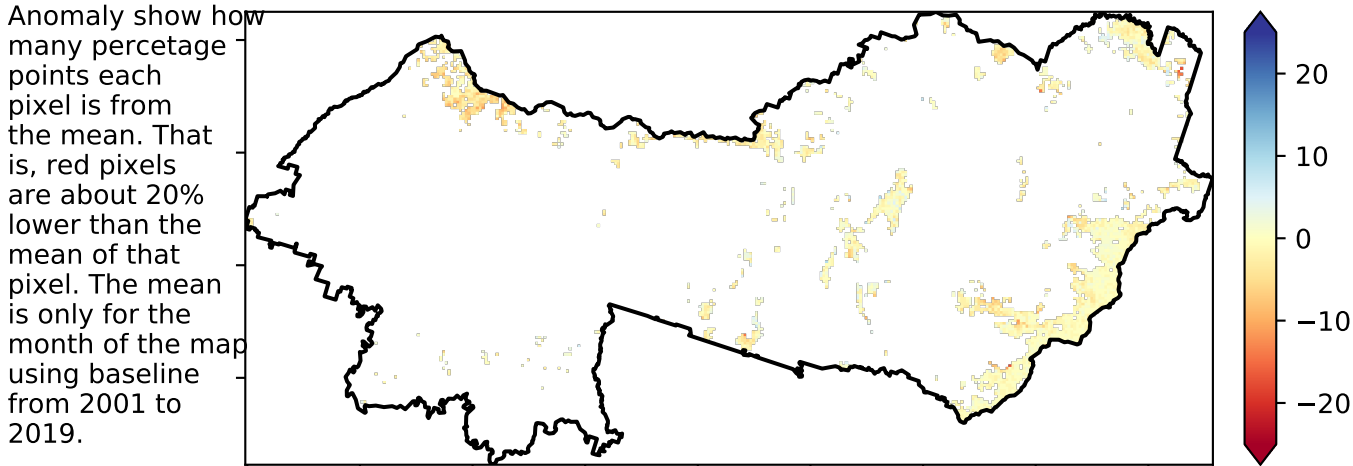 Anomaly show how
many percetage
points each
pixel is from
the mean. That
is, red pixels
are about 20%
lower than the
mean of that
pixel. The mean
is only for the
month of the map
using baseline
from 2001 to
2019.
20
10
0
−10
−20